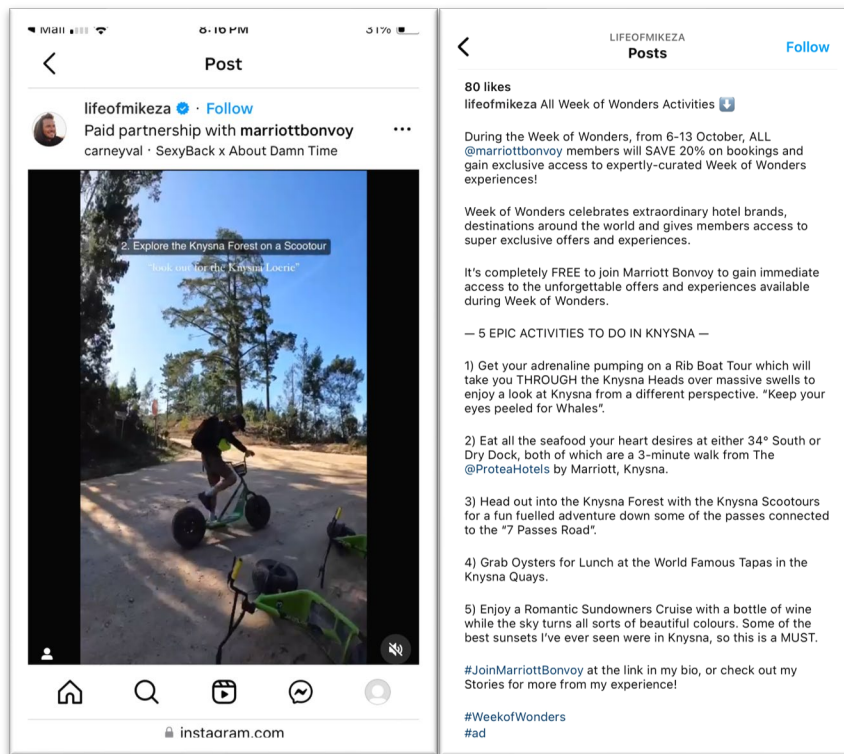 Mail
8:16 PM
31%
Post
lifeofmikeza · Follow
Paid partnership with marriottbonvoy
carneyval · SexyBack x About Damn Time
2. Explore the Knysna Forest on a Scootour
"look out for the Knysna Loerie"
instagram.com
LIFEOFMIKEZA
Posts
Follow
80 likes
lifeofmikeza All Week of Wonders Activities ⬇️
During the Week of Wonders, from 6-13 October, ALL
@marriottbonvoy members will SAVE 20% on bookings and
gain exclusive access to expertly-curated Week of Wonders
experiences!
Week of Wonders celebrates extraordinary hotel brands,
destinations around the world and gives members access to
super exclusive offers and experiences.
It's completely FREE to join Marriott Bonvoy to gain immediate
access to the unforgettable offers and experiences available
during Week of Wonders.
— 5 EPIC ACTIVITIES TO DO IN KNYSNA —
1) Get your adrenaline pumping on a Rib Boat Tour which will
take you THROUGH the Knysna Heads over massive swells to
enjoy a look at Knysna from a different perspective. "Keep your
eyes peeled for Whales".
2) Eat all the seafood your heart desires at either 34° South or
Dry Dock, both of which are a 3-minute walk from The
@ProteaHotels by Marriott, Knysna.
3) Head out into the Knysna Forest with the Knysna Scootours
for a fun fuelled adventure down some of the passes connected
to the "7 Passes Road".
4) Grab Oysters for Lunch at the World Famous Tapas in the
Knysna Quays.
5) Enjoy a Romantic Sundowners Cruise with a bottle of wine
while the sky turns all sorts of beautiful colours. Some of the
best sunsets I've ever seen were in Knysna, so this is a MUST.
#JoinMarriottBonvoy at the link in my bio, or check out my
Stories for more from my experience!
#WeekofWonders
#ad